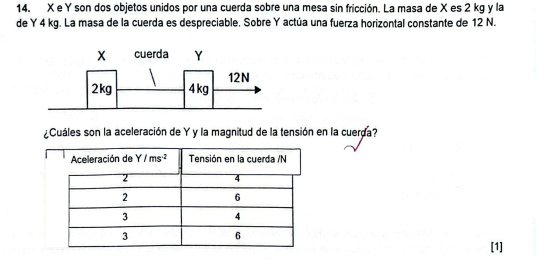 14. X e Y son dos objetos unidos por una cuerda sobre una mesa sin fricción. La masa de X es 2 kg y la
de Y 4 kg. La masa de la cuerda es despreciable. Sobre Y actúa una fuerza horizontal constante de 12 N.
X cuerda Y
12N
2kg 4kg
¿Cuáles son la aceleración de Y y la magnitud de la tensión en la cuerda?
Aceleración de Y / ms-2 Tensión en la cuerda /N
2 4
2 6
3 4
3 6
[1]